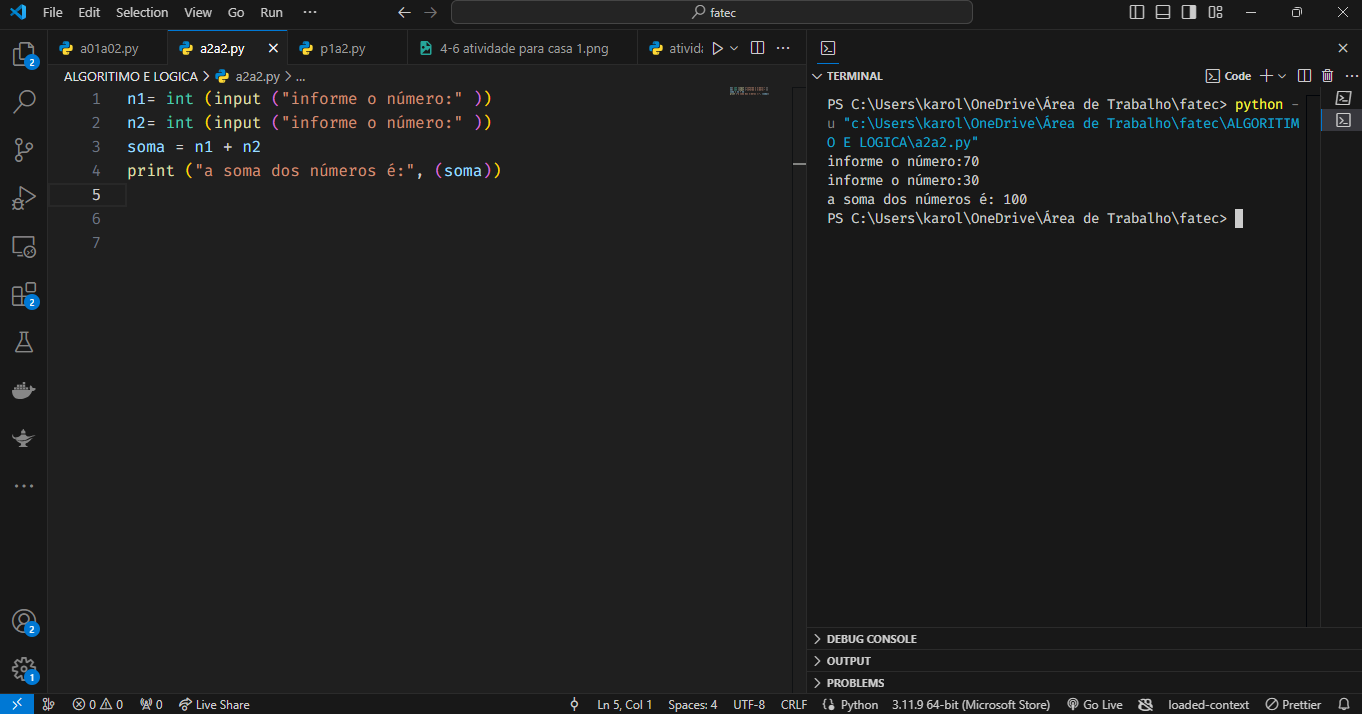 File Edit Selection View Go Run ··· fatec
a01a02.py a2a2.py p1a2.py 4-6 atividade para casa 1.png ativid
ALGORITIMO E LOGICA > a2a2.py > ...
1 n1= int (input ("informe o número:" ))
2 n2= int (input ("informe o número:" ))
3 soma = n1 + n2
4 print ("a soma dos números é:", (soma))
5
6
7
TERMINAL
Code
PS C:\Users\karol\OneDrive\Área de Trabalho\fatec> python -
u "c:\Users\karol\OneDrive\Área de Trabalho\fatec\ALGORITIM
O E LOGICA\a2a2.py"
informe o número:70
informe o número:30
a soma dos números é: 100
PS C:\Users\karol\OneDrive\Área de Trabalho\fatec>
2
2
2
1
DEBUG CONSOLE
OUTPUT
PROBLEMS
0 0 0 Live Share Ln 5, Col 1 Spaces: 4 UTF-8 CRLF Python 3.11.9 64-bit (Microsoft Store) Go Live loaded-context Prettier